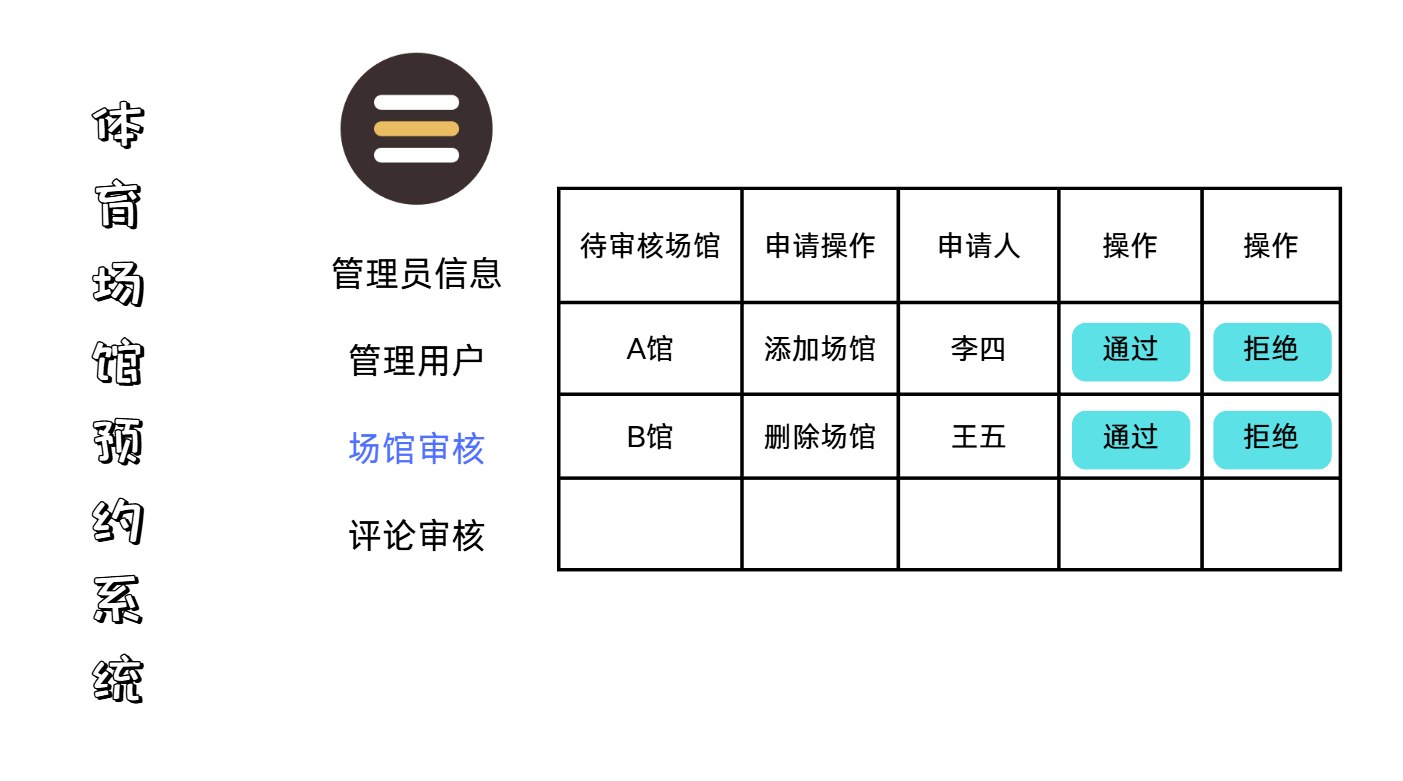 体育场馆预约系统
管理员信息
管理用户
场馆审核
评论审核
待审核场馆 申请操作 申请人 操作 操作
A馆 添加场馆 李四 通过 拒绝
B馆 删除场馆 王五 通过 拒绝